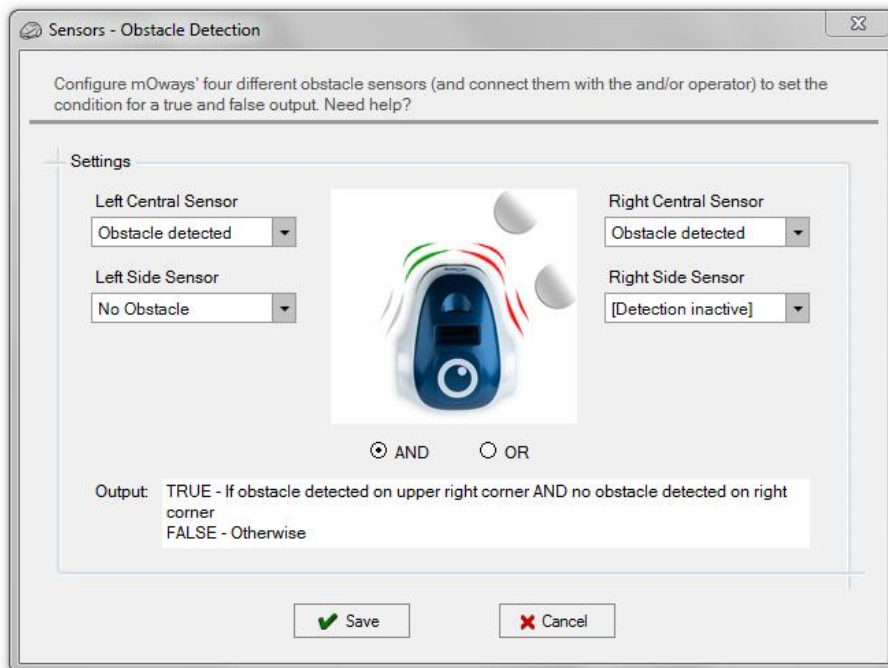 Sensors - Obstacle Detection
Configure mOways' four different obstacle sensors (and connect them with the and/or operator) to set the
condition for a true and false output. Need help?
Settings
Left Central Sensor
Obstacle detected
Left Side Sensor
No Obstacle
Right Central Sensor
Obstacle detected
Right Side Sensor
[Detection inactive]
AND OR
Output: TRUE - If obstacle detected on upper right corner AND no obstacle detected on right
corner
FALSE - Otherwise
Save Cancel